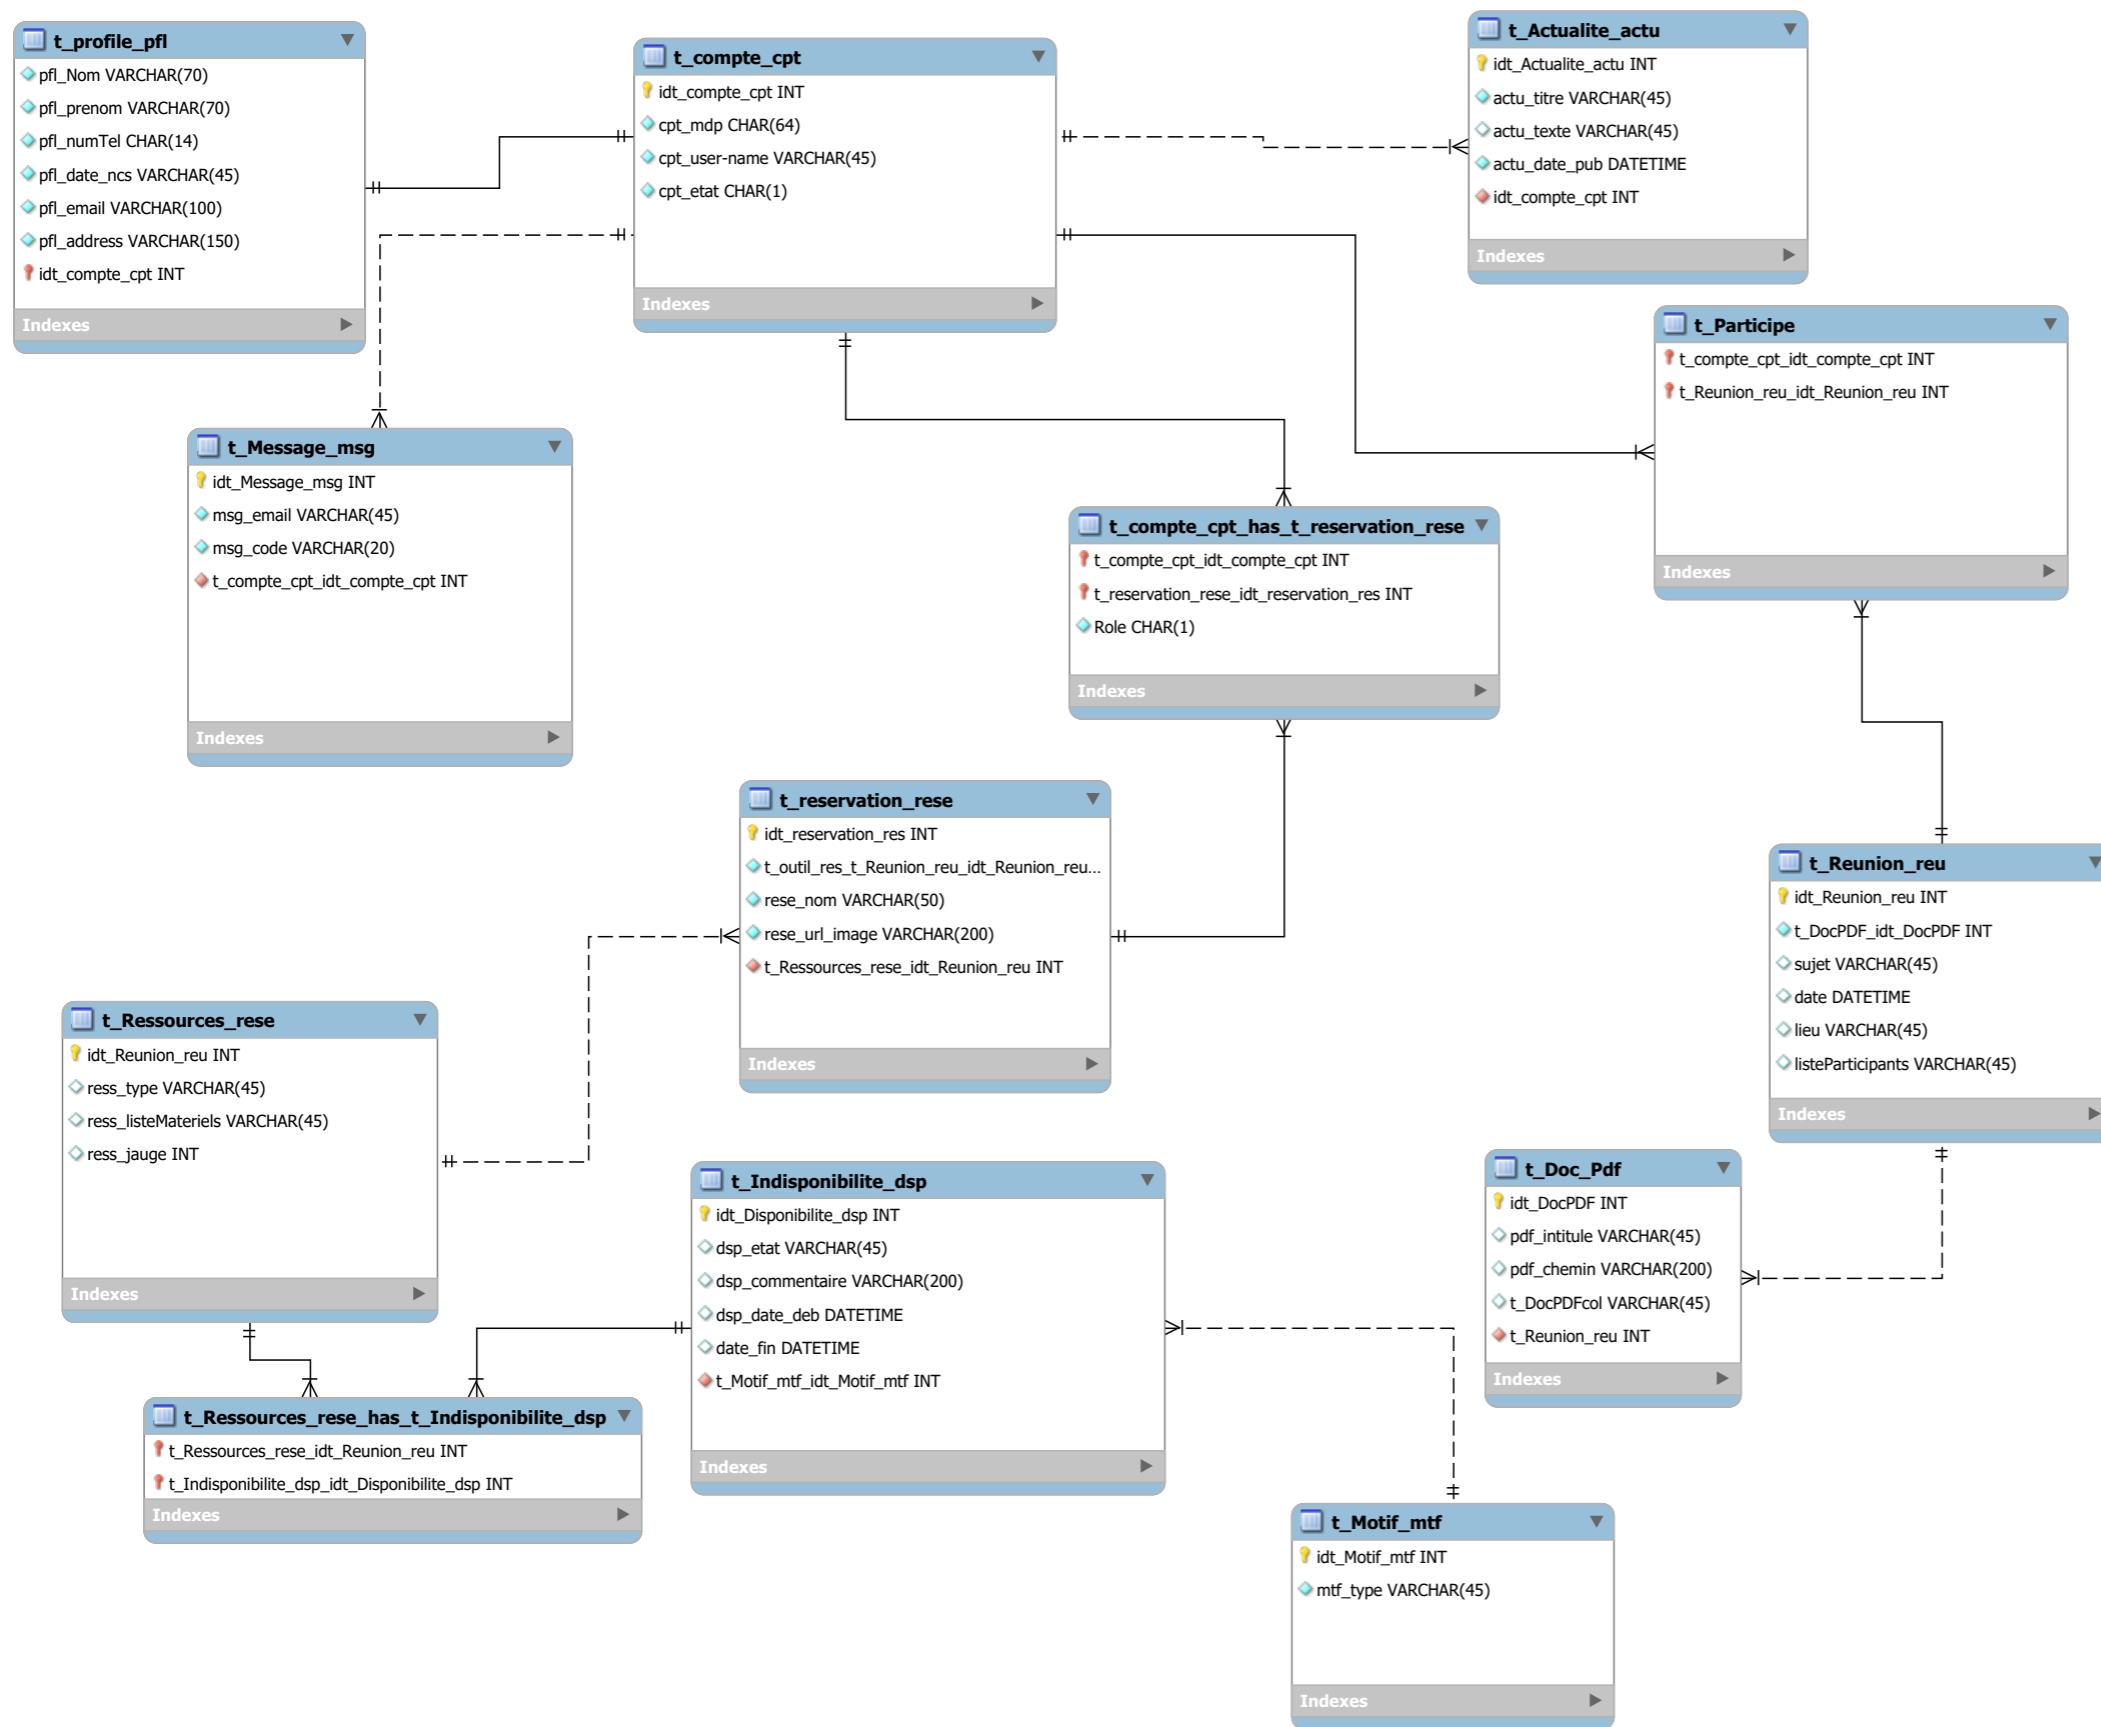 t_profile_pfl
pfl_Nom VARCHAR(70)
pfl_prenom VARCHAR(70)
pfl_numTel CHAR(14)
pfl_date_ncs VARCHAR(45)
pfl_email VARCHAR(100)
pfl_address VARCHAR(150)
idt_compte_cpt INT
Indexes
t_compte_cpt
idt_compte_cpt INT
cpt_mdp CHAR(64)
cpt_user-name VARCHAR(45)
cpt_etat CHAR(1)
Indexes
t_Actualite_actu
idt_Actualite_actu INT
actu_titre VARCHAR(45)
actu_texte VARCHAR(45)
actu_date_pub DATETIME
idt_compte_cpt INT
Indexes
t_Participe
t_compte_cpt_idt_compte_cpt INT
t_Reunion_reu_idt_Reunion_reu INT
Indexes
t_Message_msg
idt_Message_msg INT
msg_email VARCHAR(45)
msg_code VARCHAR(20)
t_compte_cpt_idt_compte_cpt INT
Indexes
t_compte_cpt_has_t_reservation_rese
t_compte_cpt_idt_compte_cpt INT
t_reservation_rese_idt_reservation_res INT
Role CHAR(1)
Indexes
t_reservation_rese
idt_reservation_res INT
t_outil_res_t_Reunion_reu_idt_Reunion_reu...
rese_nom VARCHAR(50)
rese_url_image VARCHAR(200)
t_Ressources_rese_idt_Reunion_reu INT
Indexes
t_Reunion_reu
idt_Reunion_reu INT
t_DocPDF_idt_DocPDF INT
sujet VARCHAR(45)
date DATETIME
lieu VARCHAR(45)
listeParticipants VARCHAR(45)
Indexes
t_Ressources_rese
idt_Reunion_reu INT
ress_type VARCHAR(45)
ress_listeMateriels VARCHAR(45)
ress_jauge INT
Indexes
t_Indisponibilite_dsp
idt_Disponibilite_dsp INT
dsp_etat VARCHAR(45)
dsp_commentaire VARCHAR(200)
dsp_date_deb DATETIME
date_fin DATETIME
t_Motif_mtf_idt_Motif_mtf INT
Indexes
t_Doc_Pdf
idt_DocPDF INT
pdf_intitule VARCHAR(45)
pdf_chemin VARCHAR(200)
t_DocPDFcol VARCHAR(45)
t_Reunion_reu INT
Indexes
t_Ressources_rese_has_t_Indisponibilite_dsp
t_Ressources_rese_idt_Reunion_reu INT
t_Indisponibilite_dsp_idt_Disponibilite_dsp INT
Indexes
t_Motif_mtf
idt_Motif_mtf INT
mtf_type VARCHAR(45)
Indexes